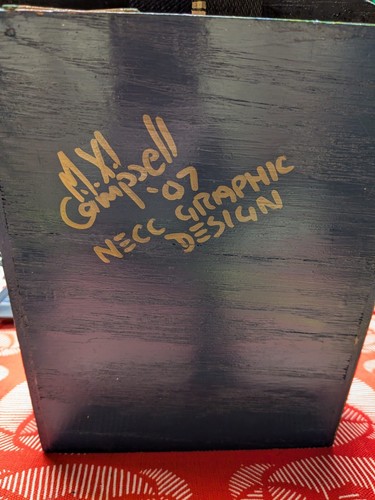 M.X!
Campbell
-07
NECC GRAPHIC
DESIGN